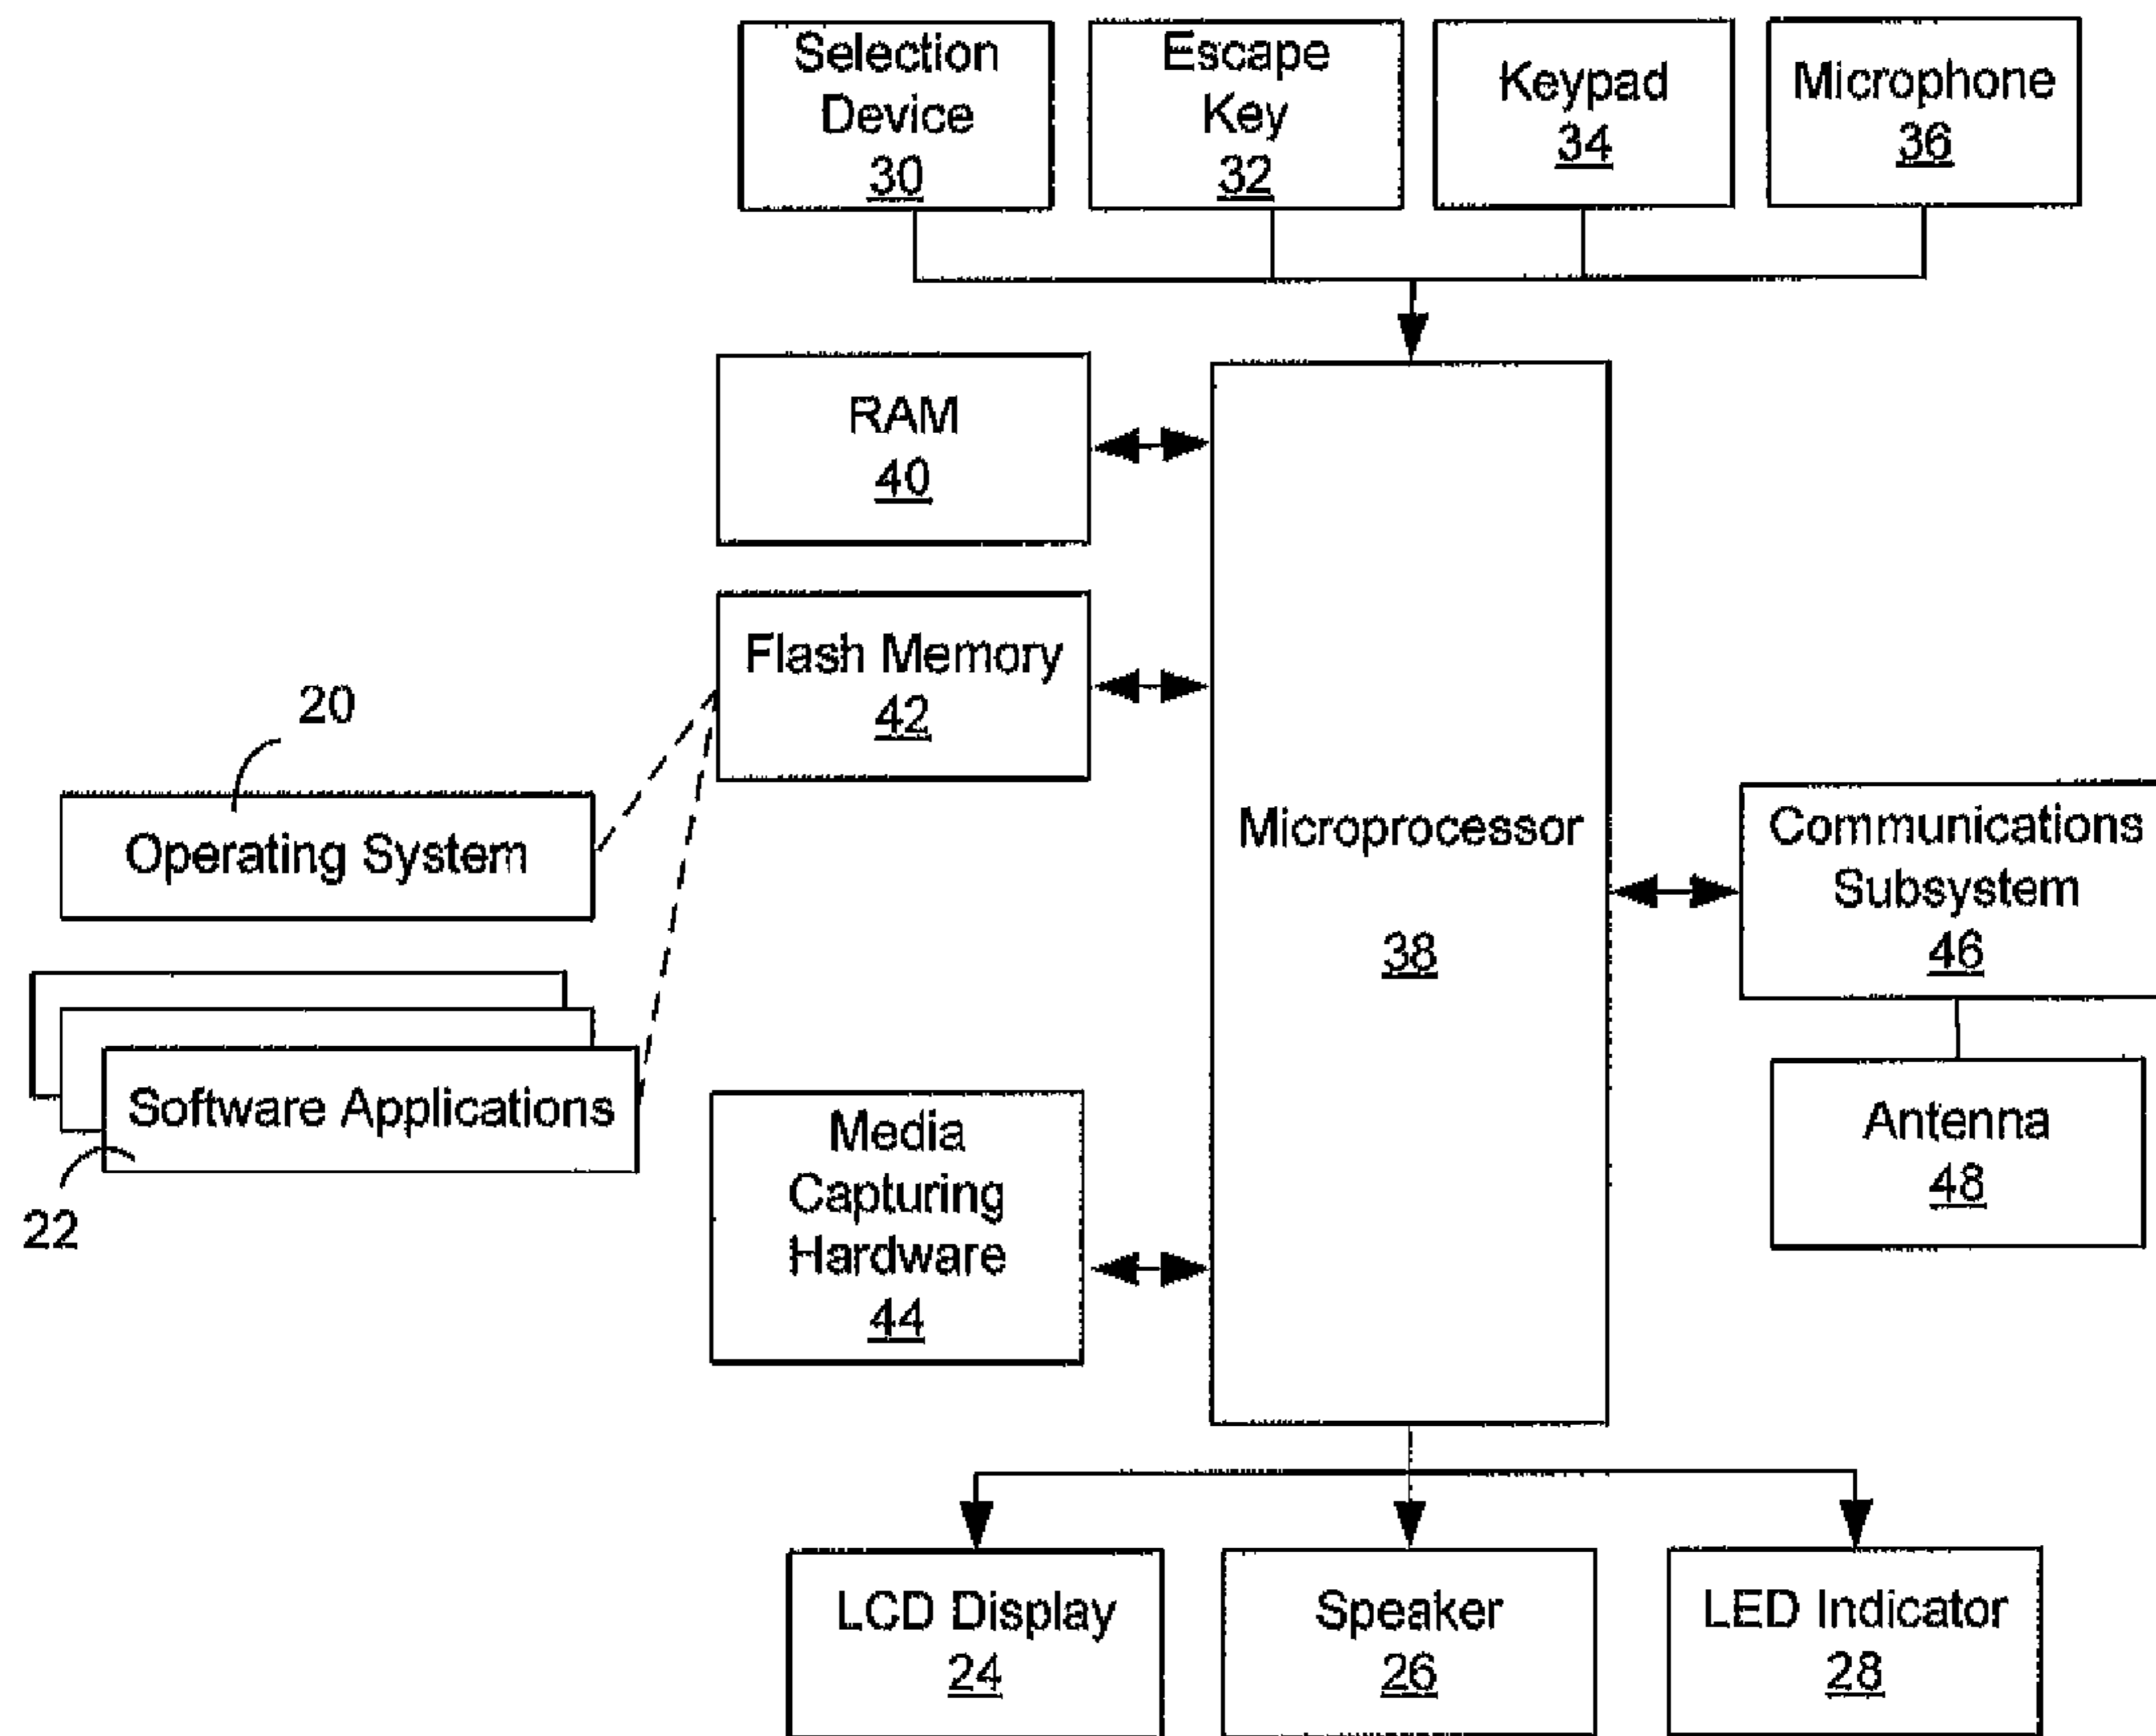 Selection
Device
30
Escape
Key
32
Keypad
34
Microphone
36
RAM
40
Flash Memory
42
20
Operating System
Software Applications
22
Media
Capturing
Hardware
44
Microprocessor
38
Communications
Subsystem
46
Antenna
48
LCD Display
24
Speaker
26
LED Indicator
28